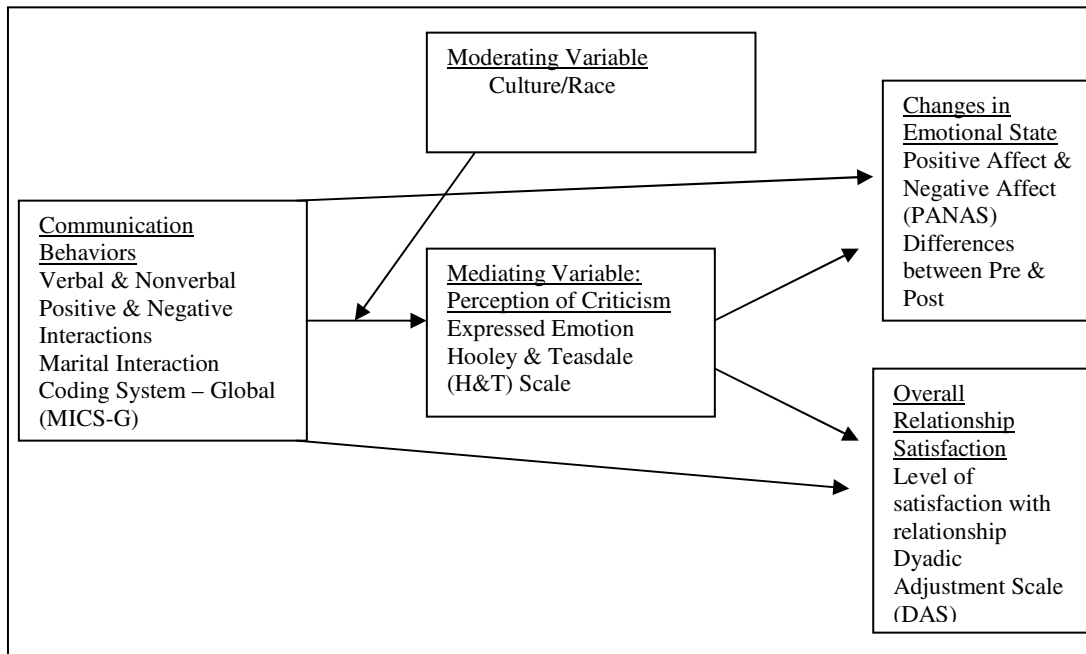 Moderating Variable
Culture/Race
Changes in
Emotional State
Positive Affect &
Negative Affect
(PANAS)
Differences
between Pre &
Post
Communication
Behaviors
Verbal & Nonverbal
Positive & Negative
Interactions
Marital Interaction
Coding System – Global
(MICS-G)
Mediating Variable:
Perception of Criticism
Expressed Emotion
Hooley & Teasdale
(H&T) Scale
Overall
Relationship
Satisfaction
Level of
satisfaction with
relationship
Dyadic
Adjustment Scale
(DAS)